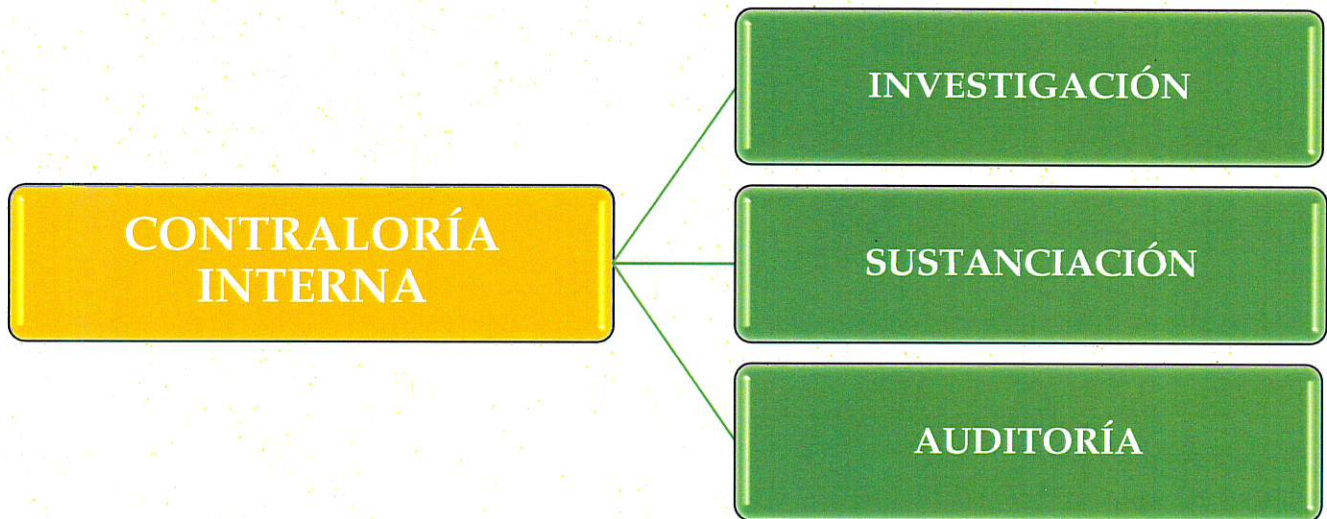 CONTRALORÍA
INTERNA
INVESTIGACIÓN
SUSTANCIACIÓN
AUDITORÍA